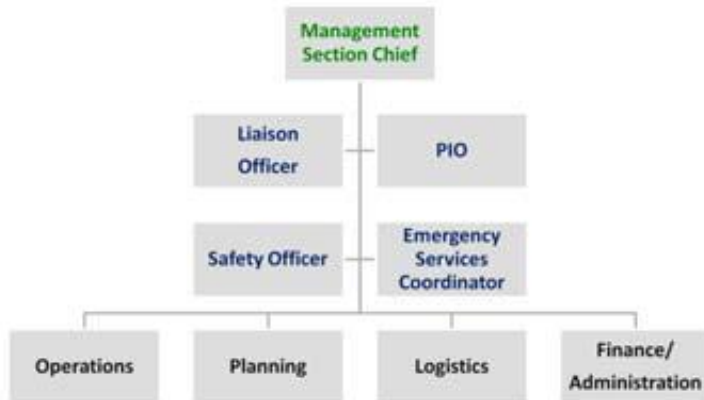 Management
Section Chief
Liaison
Officer
PIO
Safety Officer
Emergency
Services
Coordinator
Operations
Planning
Logistics
Finance/
Administration